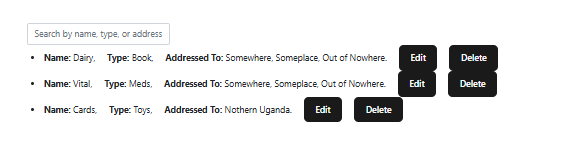 Search by name, type, or address
Name: Dairy, Type: Book, Addressed To: Somewhere, Someplace, Out of Nowhere. Edit Delete
Name: Vital, Type: Meds, Addressed To: Somewhere, Someplace, Out of Nowhere. Edit Delete
Name: Cards, Type: Toys, Addressed To: Nothern Uganda. Edit Delete